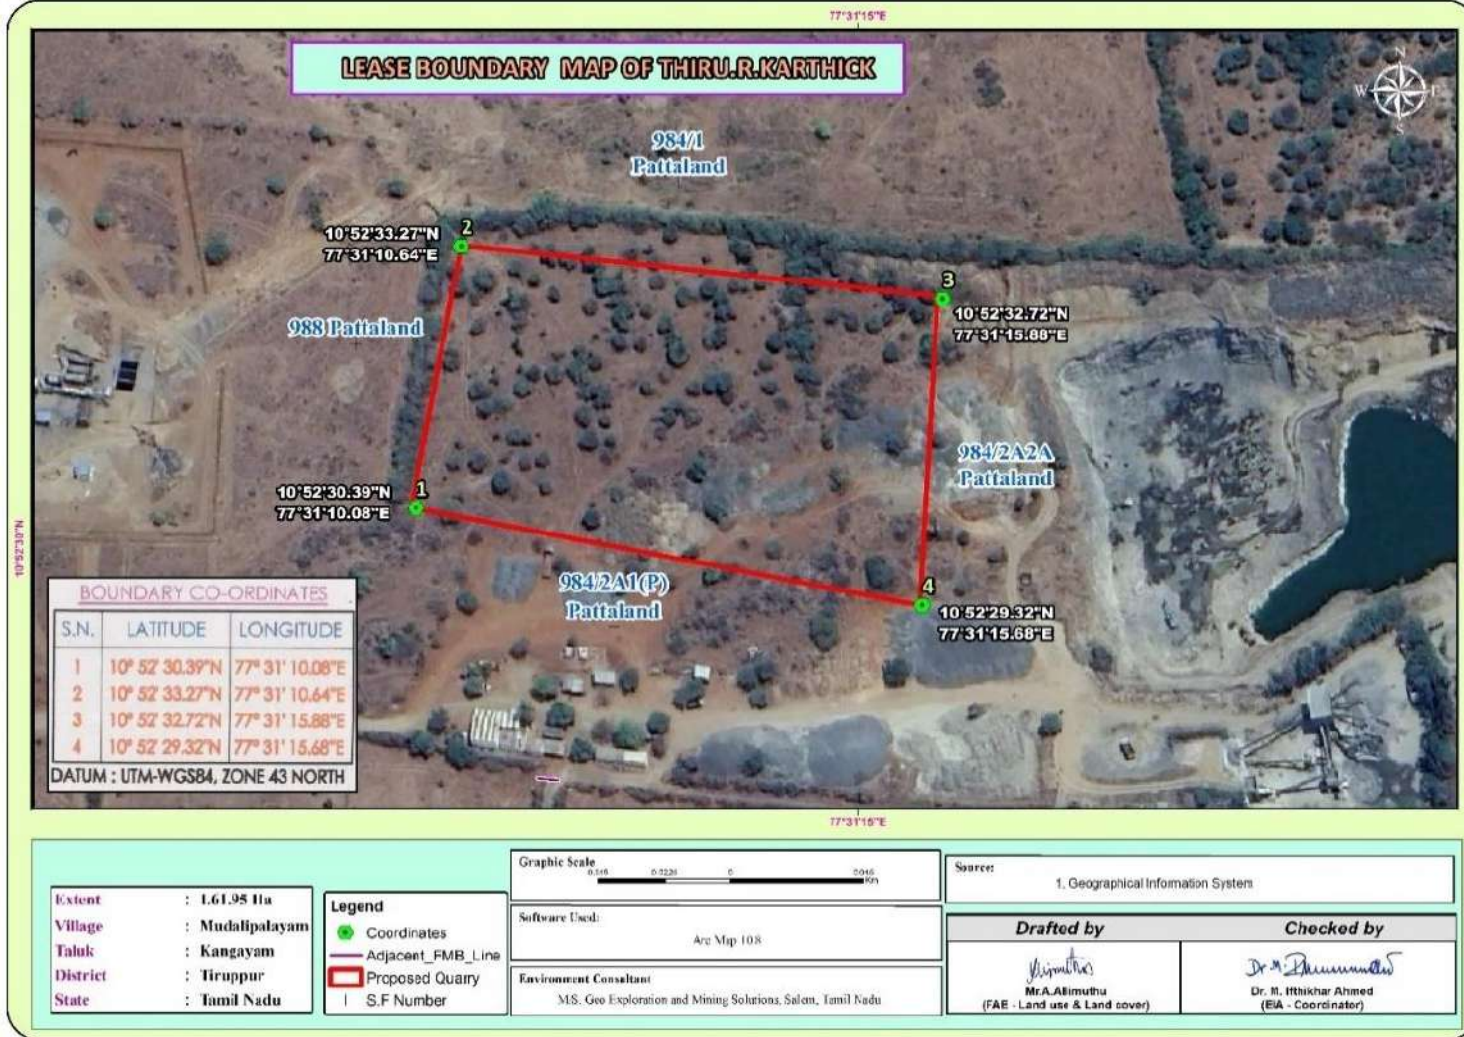 77°31'15"E
LEASE BOUNDARY MAP OF THIRU.R.KARTHICK
N
W E
S
984/1
Pattaland
2
10°52'33.27"N
77°31'10.64"E
3
10°52'32.72"N
77°31'15.88"E
988 Pattaland
984/2A2A
Pattaland
1
10°52'30.39"N
77°31'10.08"E
10°52'30"N
984/2A1(P)
Pattaland
4
10°52'29.32"N
77°31'15.68"E
BOUNDARY CO-ORDINATES
S.N. LATITUDE LONGITUDE
1 10° 52' 30.39"N 77° 31' 10.08"E
2 10° 52' 33.27"N 77° 31' 10.64"E
3 10° 52' 32.72"N 77° 31' 15.88"E
4 10° 52' 29.32"N 77° 31' 15.68"E
DATUM : UTM-WGS84, ZONE 43 NORTH
77°31'15"E
Extent : 1.61.95 Ha
Village : Mudalipalayam
Taluk : Kangayam
District : Tiruppur
State : Tamil Nadu
Legend
Coordinates
Adjacent_FMB_Line
Proposed Quarry
S.F Number
Graphic Scale
0 Km
Software Used:
Arc Map 10.8
Environment Consultant
M.S. Geo Exploration and Mining Solutions, Salem, Tamil Nadu
Source:
1. Geographical Information System
Drafted by
Mr.A.Allimuthu
(FAE - Land use & Land cover)
Checked by
Dr. M. Ifthikhar Ahmed
(EIA - Coordinator)